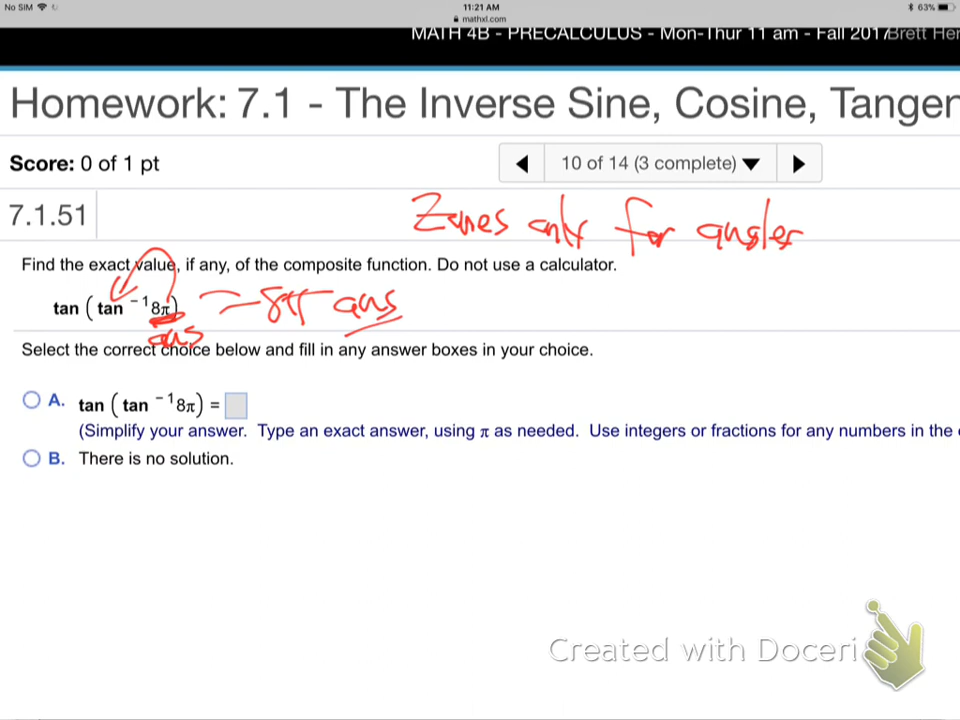 No SIM 11:21 AM 63%
mathxl.com
MATH 4B - PRECALCULUS - Mon-Thur 11 am - Fall 2017 Brett Her
Homework: 7.1 - The Inverse Sine, Cosine, Tangen
Score: 0 of 1 pt
10 of 14 (3 complete)
7.1.51
Zones only for angles
Find the exact value, if any, of the composite function. Do not use a calculator.
tan (tan⁻¹8π) = 8π ans
ans
Select the correct choice below and fill in any answer boxes in your choice.
A. tan (tan⁻¹8π) =
(Simplify your answer. Type an exact answer, using π as needed. Use integers or fractions for any numbers in the
B. There is no solution.
Created with Doceri